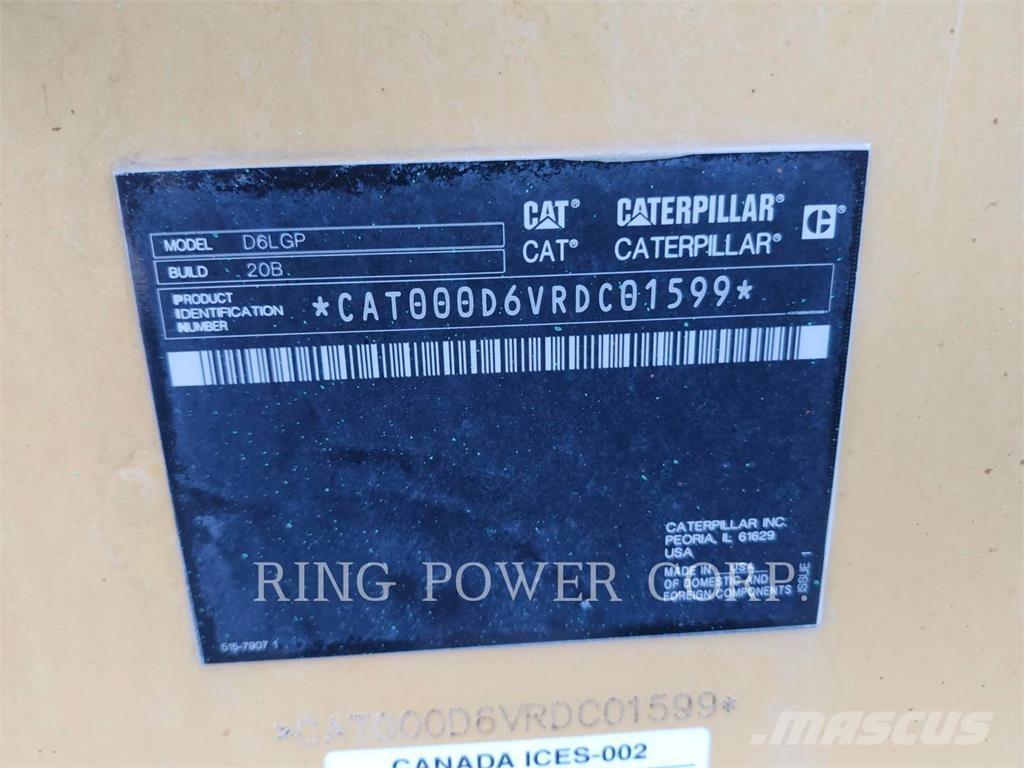 CAT® CATERPILLAR®
CAT® CATERPILLAR®
MODEL D6LGP
BUILD 20B
PRODUCT
IDENTIFICATION
NUMBER
*CAT000D6VRDC01599*
CATERPILLAR INC.
PEORIA, IL 61629
USA
MADE IN USA
OF DOMESTIC AND
FOREIGN COMPONENTS
ISSUE 1
RING POWER CORP.
515-7907 1
*CAT000D6VRDC01599*
CANADA ICES-002
MASCUS